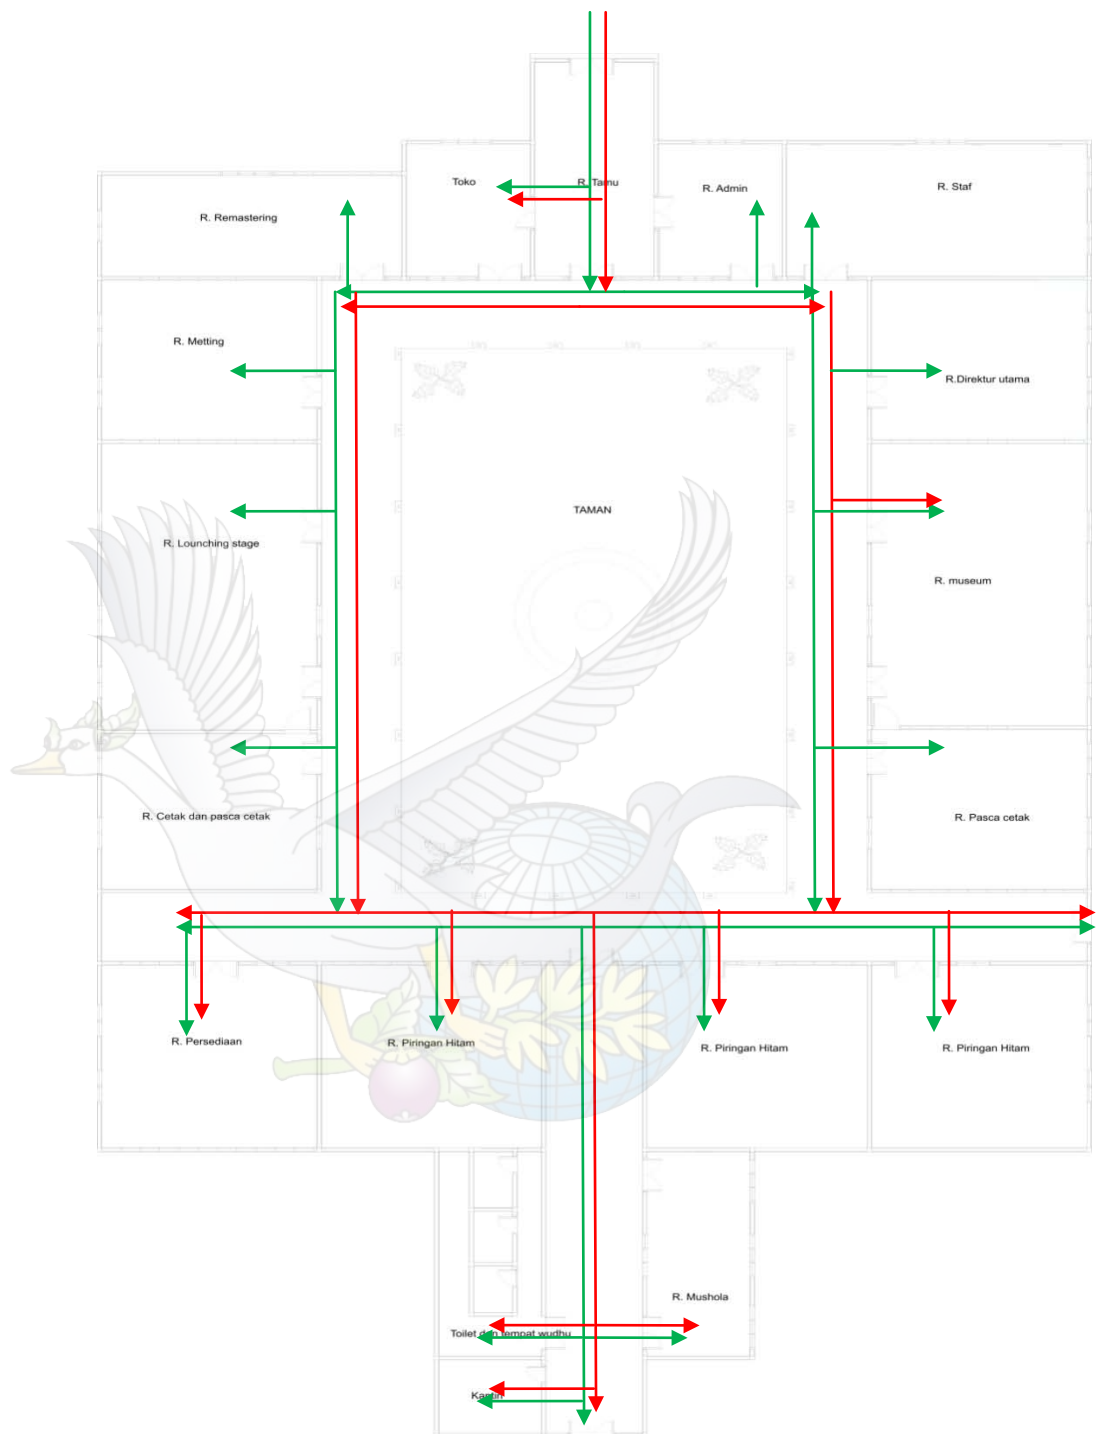 Toko
R. Tamu
R. Admin
R. Staf
R. Remastering
R. Metting
R.Direktur utama
TAMAN
R. Lounching stage
R. museum
R. Cetak dan pasca cetak
R. Pasca cetak
R. Persediaan
R. Piringan Hitam
R. Piringan Hitam
R. Piringan Hitam
R. Mushola
Toilet dan tempat wudhu
Kantin